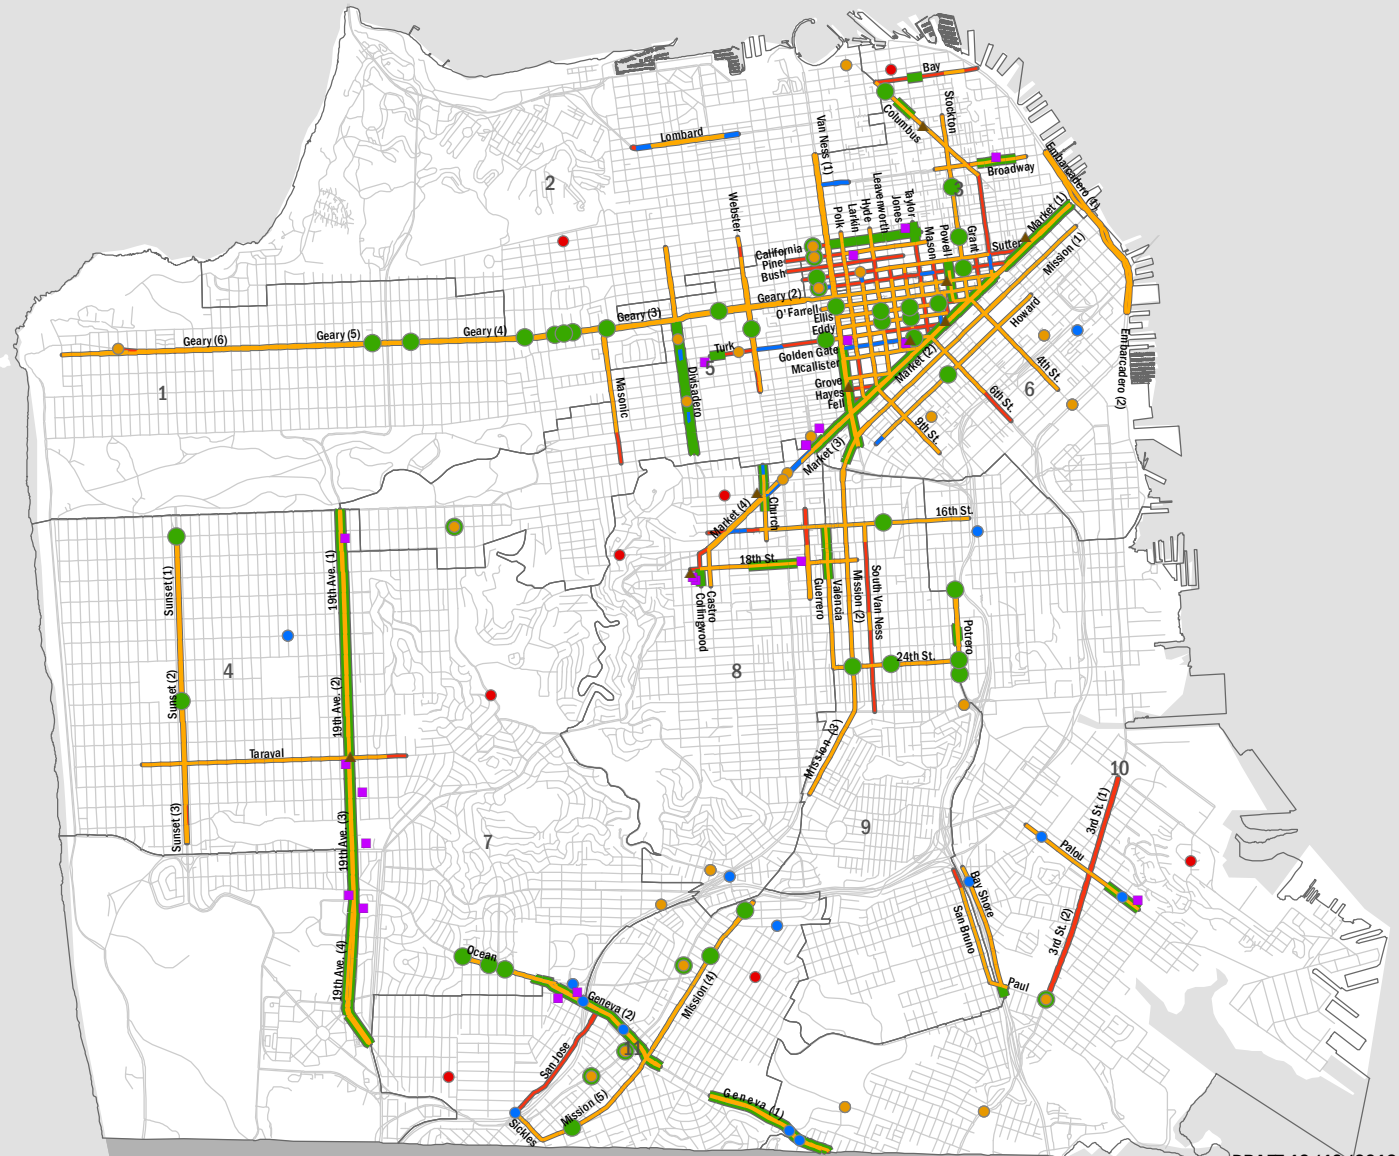 Bay
Stockton
Columbus
Lombard
Van Ness (1)
Embarcadero (1)
Broadway
2
3
Leavenworth
Taylor
Jones
Hyde
Larkin
Polk
Webster
Mason
Powell
Grant
Market (1)
Mission (1)
Sutter
California
Pine
Bush
Geary (2)
O'Farrell
Ellis
Eddy
Geary (3)
Geary (4)
Geary (5)
Geary (6)
Howard
Turk
Golden Gate
Mcallister
Market (2)
5
4th St.
Embarcadero (2)
1
Masonic
Divisadero
Grove
Hayes
Fell
6
6th St.
9th St.
Market (3)
Church
Market (4)
16th St.
18th St.
Sunset (1)
19th Ave. (1)
Castro
Collingwood
Guerrero
Valencia
Mission (2)
South Van Ness
Potrero
24th St.
4
8
Sunset (2)
19th Ave. (2)
Taraval
Mission (3)
10
3rd St. (1)
Sunset (3)
19th Ave. (3)
7
9
Palou
Bay Shore
San Bruno
3rd St. (2)
19th Ave. (4)
Ocean
Mission (4)
Paul
Geneva (2)
11
San Jose
Mission (5)
Geneva (1)
Sickles